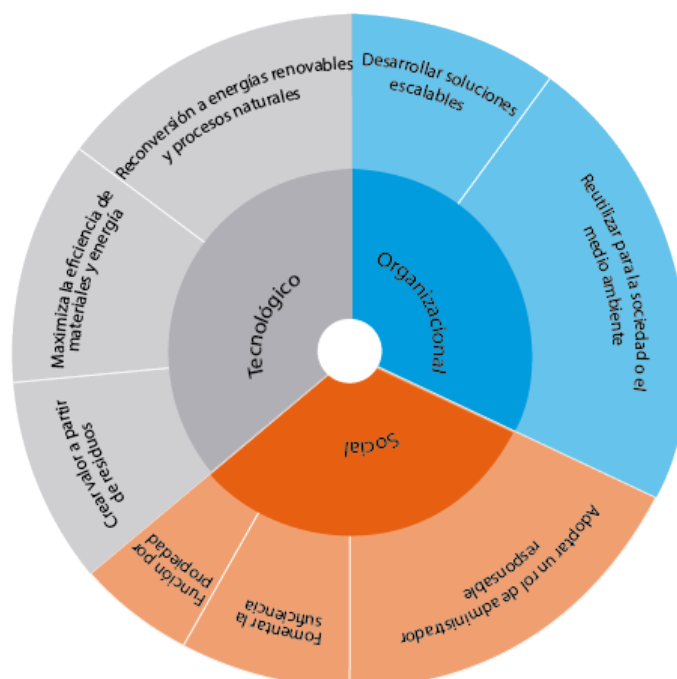 Reconversión a energías renovables
y procesos naturales
Desarrollar soluciones
escalables
Reutilizar para la sociedad o el
medio ambiente
Maximiza la eficiencia de
materiales y energía
Tecnológico
Organizacional
Social
Crear valor a partir
de residuos
Función por
propiedad
Fomentar la
suficiencia
Adoptar un rol de administrador
responsable